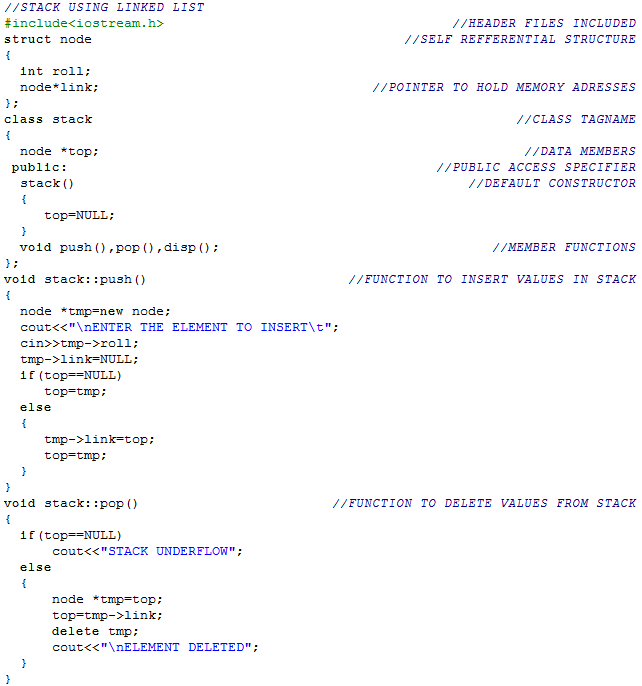 //STACK USING LINKED LIST
#include<iostream.h> //HEADER FILES INCLUDED
struct node //SELF REFFERENTIAL STRUCTURE
{
int roll;
node*link; //POINTER TO HOLD MEMORY ADRESSES
};
class stack //CLASS TAGNAME
{
node *top; //DATA MEMBERS
public: //PUBLIC ACCESS SPECIFIER
stack() //DEFAULT CONSTRUCTOR
{
top=NULL;
}
void push(),pop(),disp(); //MEMBER FUNCTIONS
};
void stack::push() //FUNCTION TO INSERT VALUES IN STACK
{
node *tmp=new node;
cout<<"\nENTER THE ELEMENT TO INSERT\t";
cin>>tmp->roll;
tmp->link=NULL;
if(top==NULL)
top=tmp;
else
{
tmp->link=top;
top=tmp;
}
}
void stack::pop() //FUNCTION TO DELETE VALUES FROM STACK
{
if(top==NULL)
cout<<"STACK UNDERFLOW";
else
{
node *tmp=top;
top=tmp->link;
delete tmp;
cout<<"\nELEMENT DELETED";
}
}